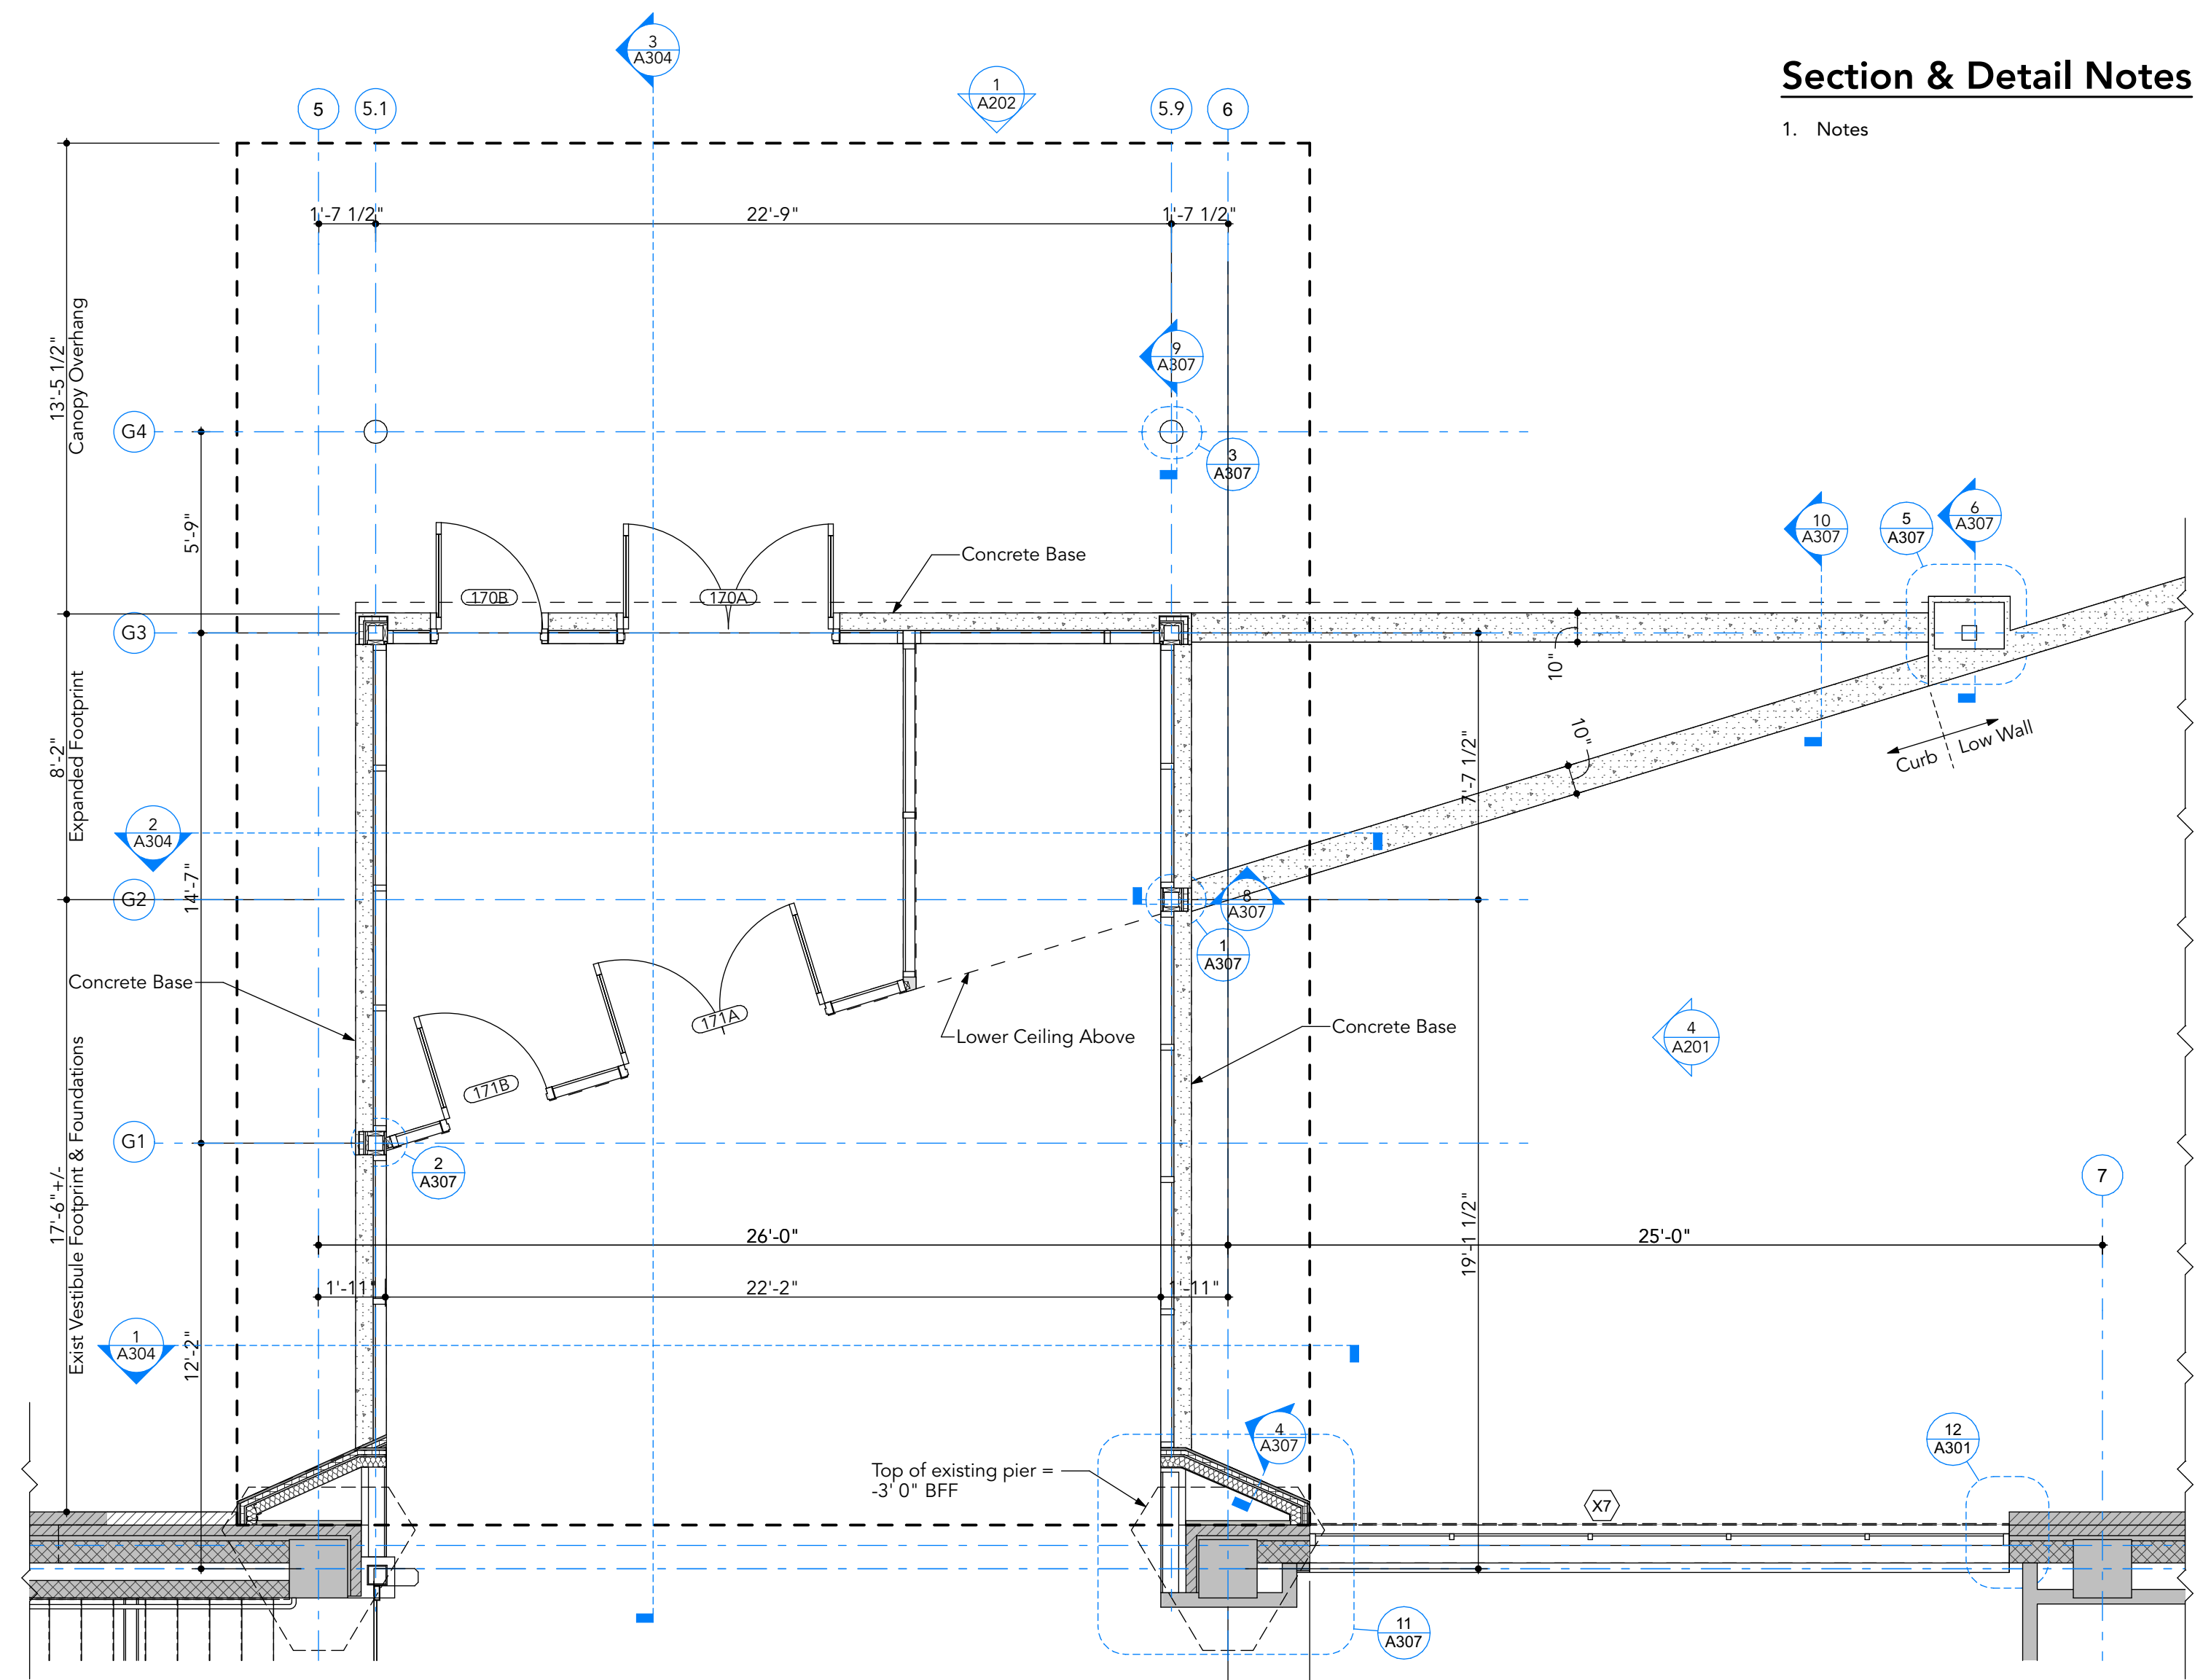 3
A304
Section & Detail Notes
1
A202
5
5.1
5.9
6
1. Notes
1'-7 1/2"
22'-9"
1'-7 1/2"
13'-5 1/2"
Canopy Overhang
9
A307
G4
3
A307
5'-9"
10
A307
5
A307
6
A307
Concrete Base
170B
170A
G3
10"
8'-2"
Expanded Footprint
10"
7'-7 1/2"
Curb
Low Wall
2
A304
14'-7"
G2
8
A307
1
A307
Concrete Base
171A
Lower Ceiling Above
Concrete Base
4
A201
171B
G1
2
A307
7
17'-6"+/-
Exist Vestibule Footprint & Foundations
26'-0"
25'-0"
19'-1 1/2"
1'-11"
22'-2"
1'-11"
1
A304
12'-2"
4
A307
12
A301
Top of existing pier =
-3' 0" BFF
X7
11
A307